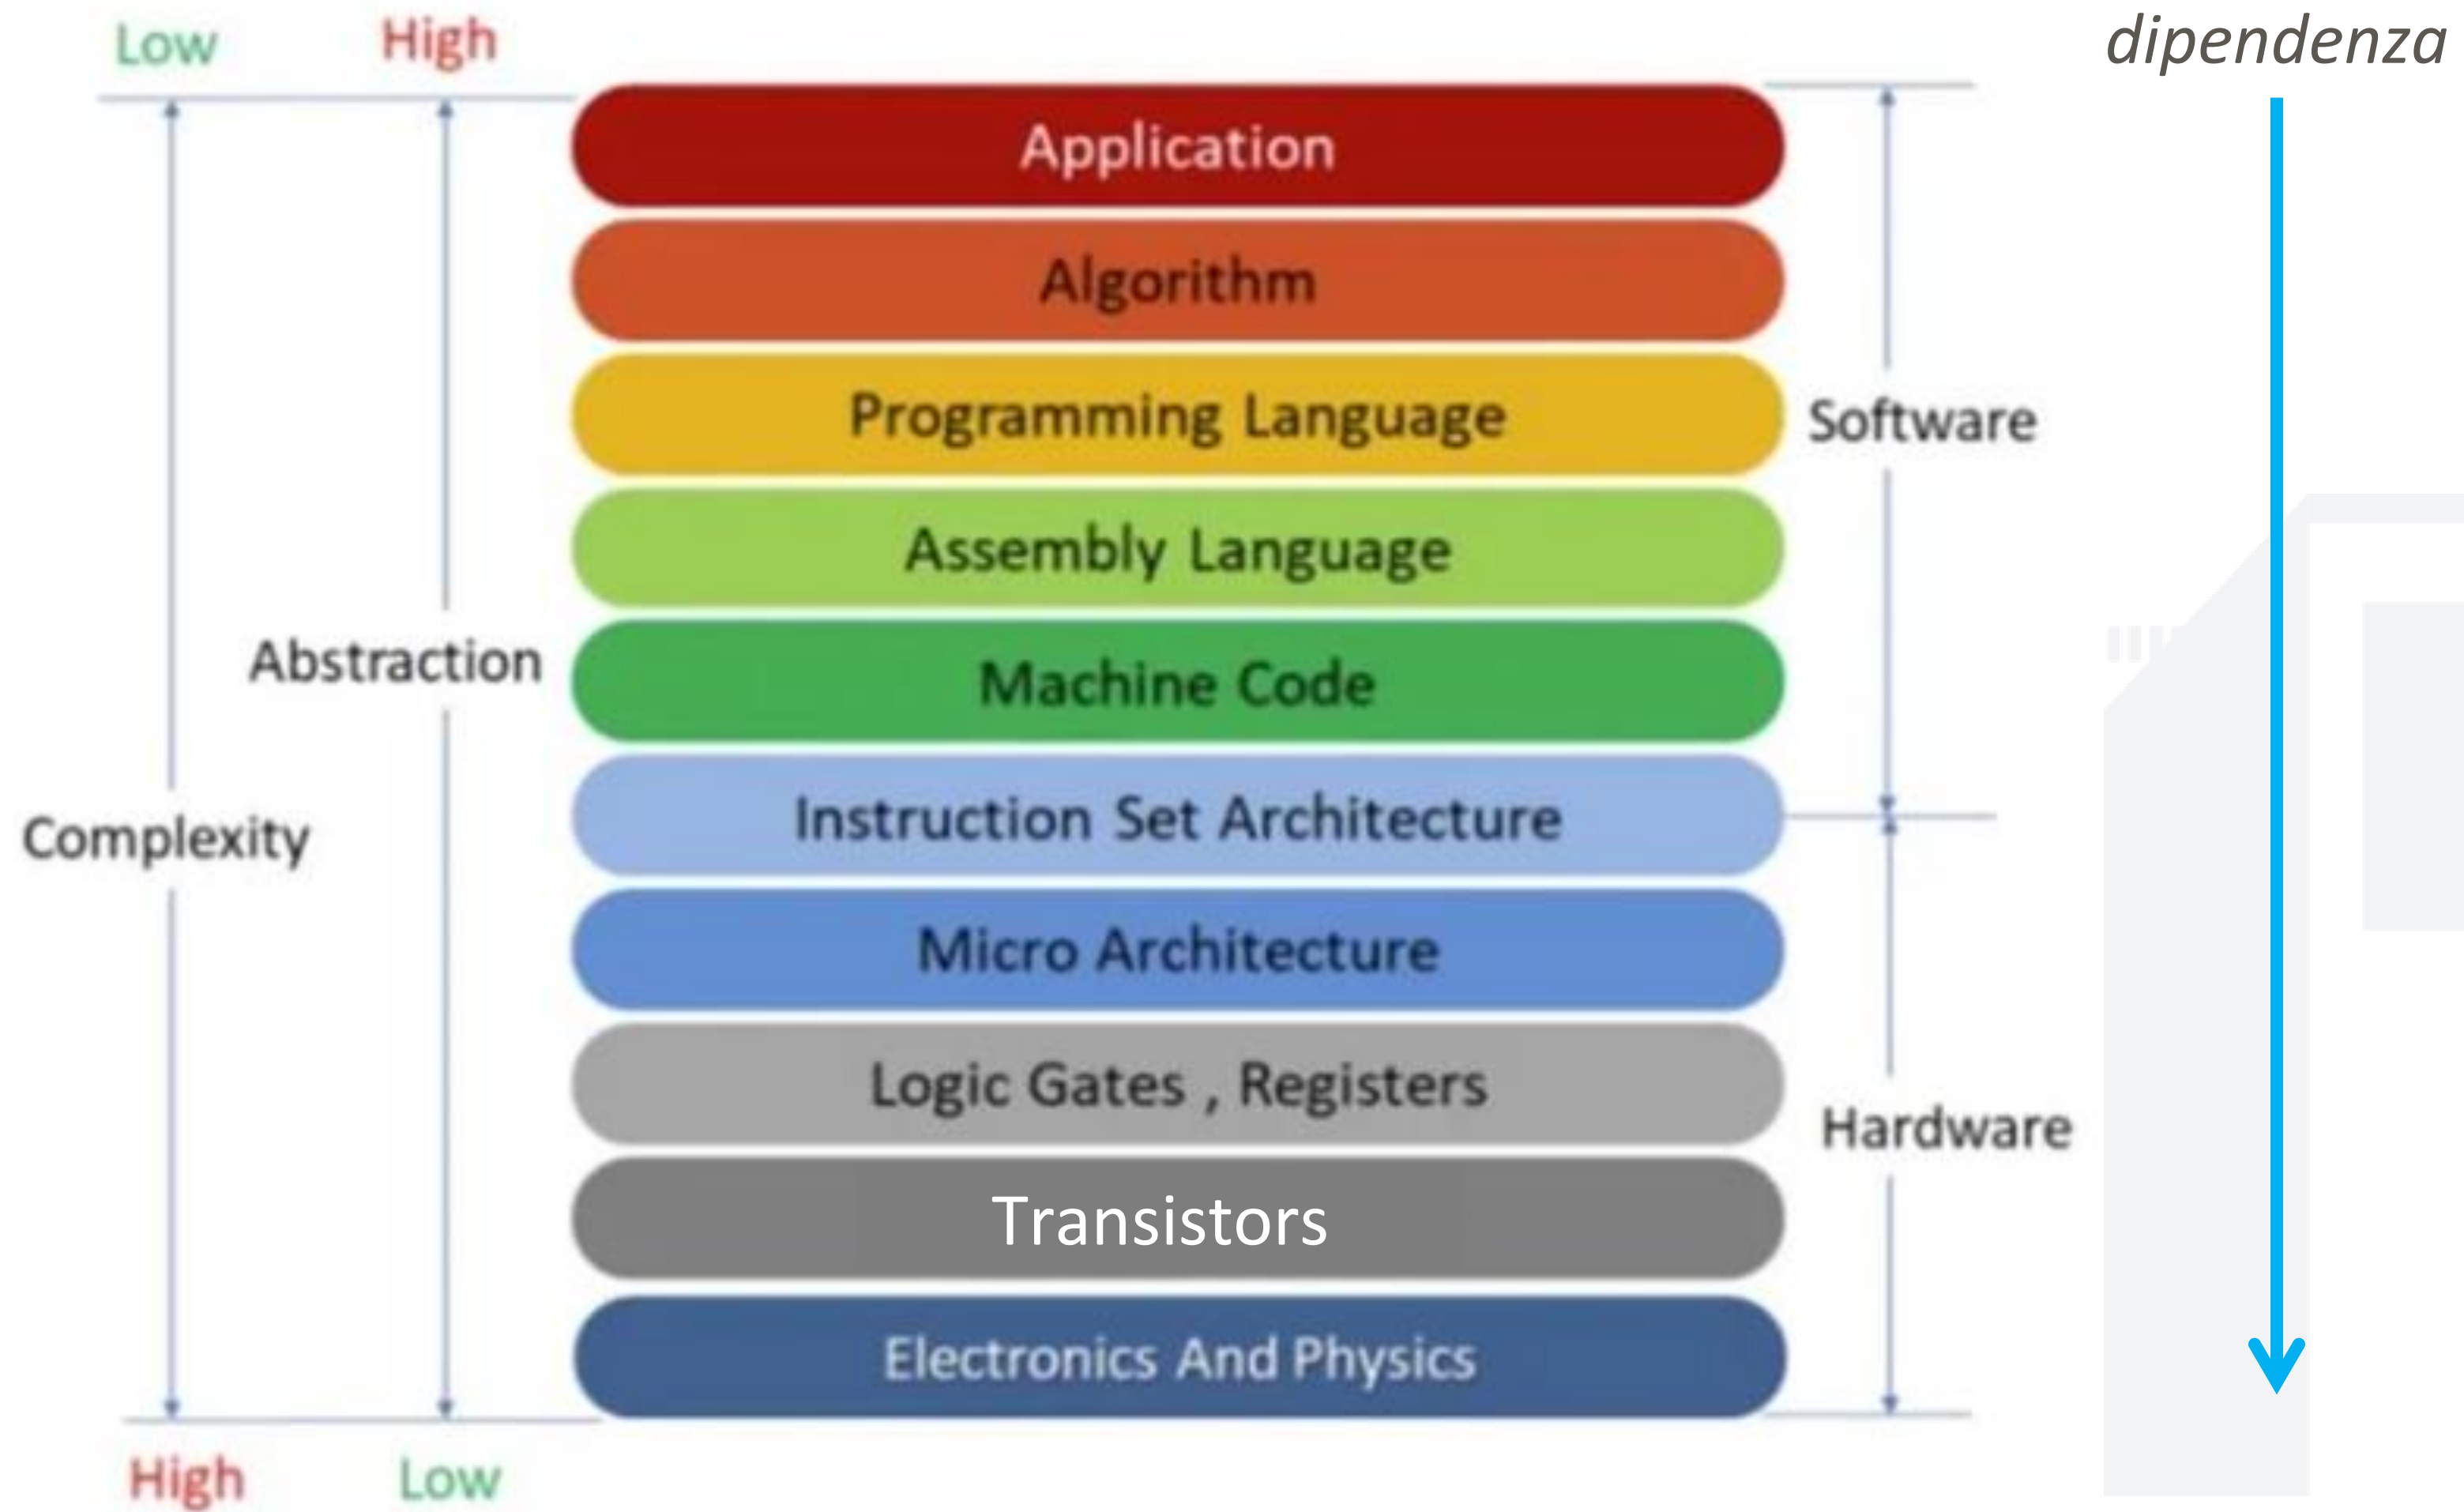 Low
High
dipendenza
Application
Algorithm
Programming Language
Software
Assembly Language
Abstraction
Machine Code
Complexity
Instruction Set Architecture
Micro Architecture
Logic Gates , Registers
Hardware
Transistors
Electronics And Physics
High
Low